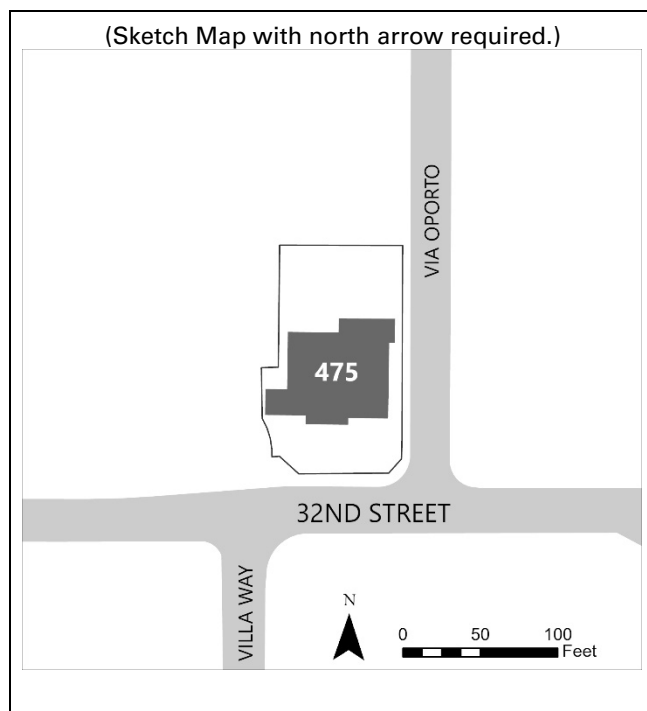 (Sketch Map with north arrow required.)
VIA OPORTO
475
32ND STREET
VILLA WAY
N
0 50 100
Feet